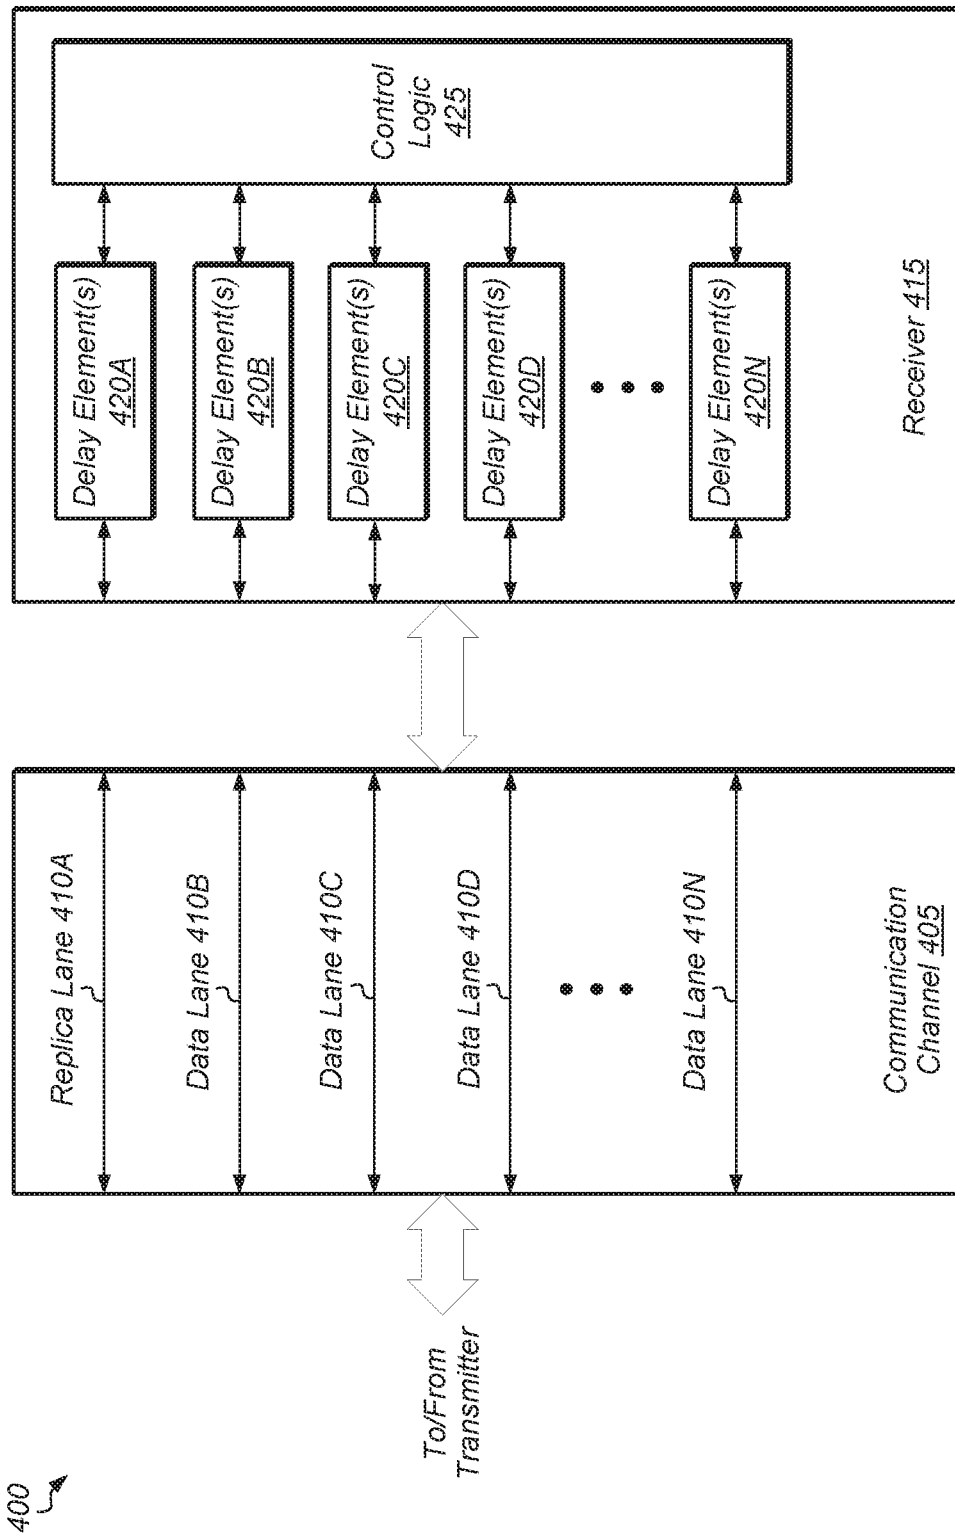 400
To/From
Transmitter
Replica Lane 410A
Data Lane 410B
Data Lane 410C
Data Lane 410D
Data Lane 410N
Communication
Channel 405
Delay Element(s)
420A
Delay Element(s)
420B
Delay Element(s)
420C
Delay Element(s)
420D
Delay Element(s)
420N
Control
Logic
425
Receiver 415